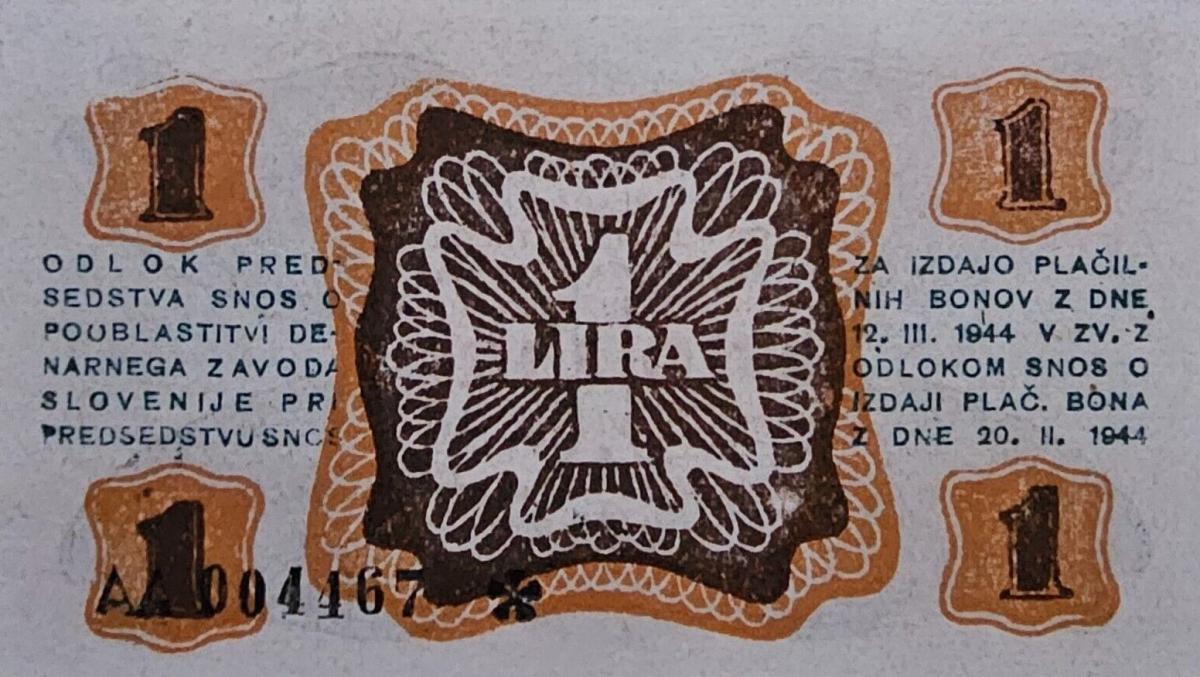 1
1
ODLOK PRED-
SEDSTVA SNOS O
POOBLASTITVI DE-
NARNEGA ZAVODA
SLOVENIJE PRI
PREDSEDSTVU SNOS
1
LIRA
1
ZA IZDAJO PLAČIL-
NIH BONOV Z DNE
12. III. 1944 V ZV. Z
ODLOKOM SNOS O
IZDAJI PLAČ. BONA
Z DNE 20. II. 1944
1
1
AA 004467